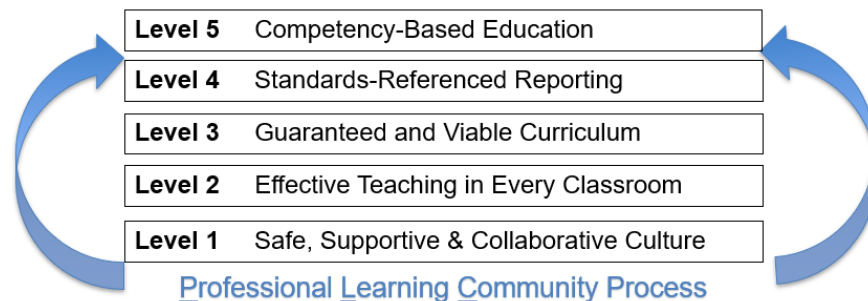 Level 5 Competency-Based Education
Level 4 Standards-Referenced Reporting
Level 3 Guaranteed and Viable Curriculum
Level 2 Effective Teaching in Every Classroom
Level 1 Safe, Supportive & Collaborative Culture
Professional Learning Community Process